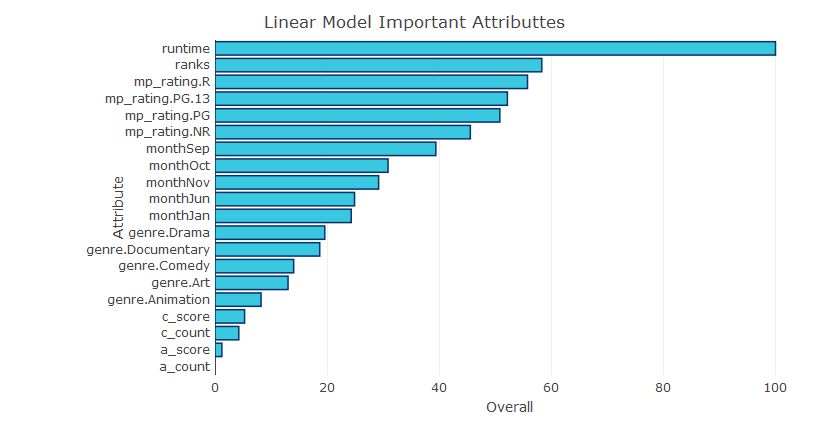 Linear Model Important Attributtes
runtime
ranks
mp_rating.R
mp_rating.PG.13
mp_rating.PG
mp_rating.NR
monthSep
monthOct
monthNov
monthJun
monthJan
genre.Drama
genre.Documentary
genre.Comedy
genre.Art
genre.Animation
c_score
c_count
a_score
a_count
Attribute
0 20 40 60 80 100
Overall